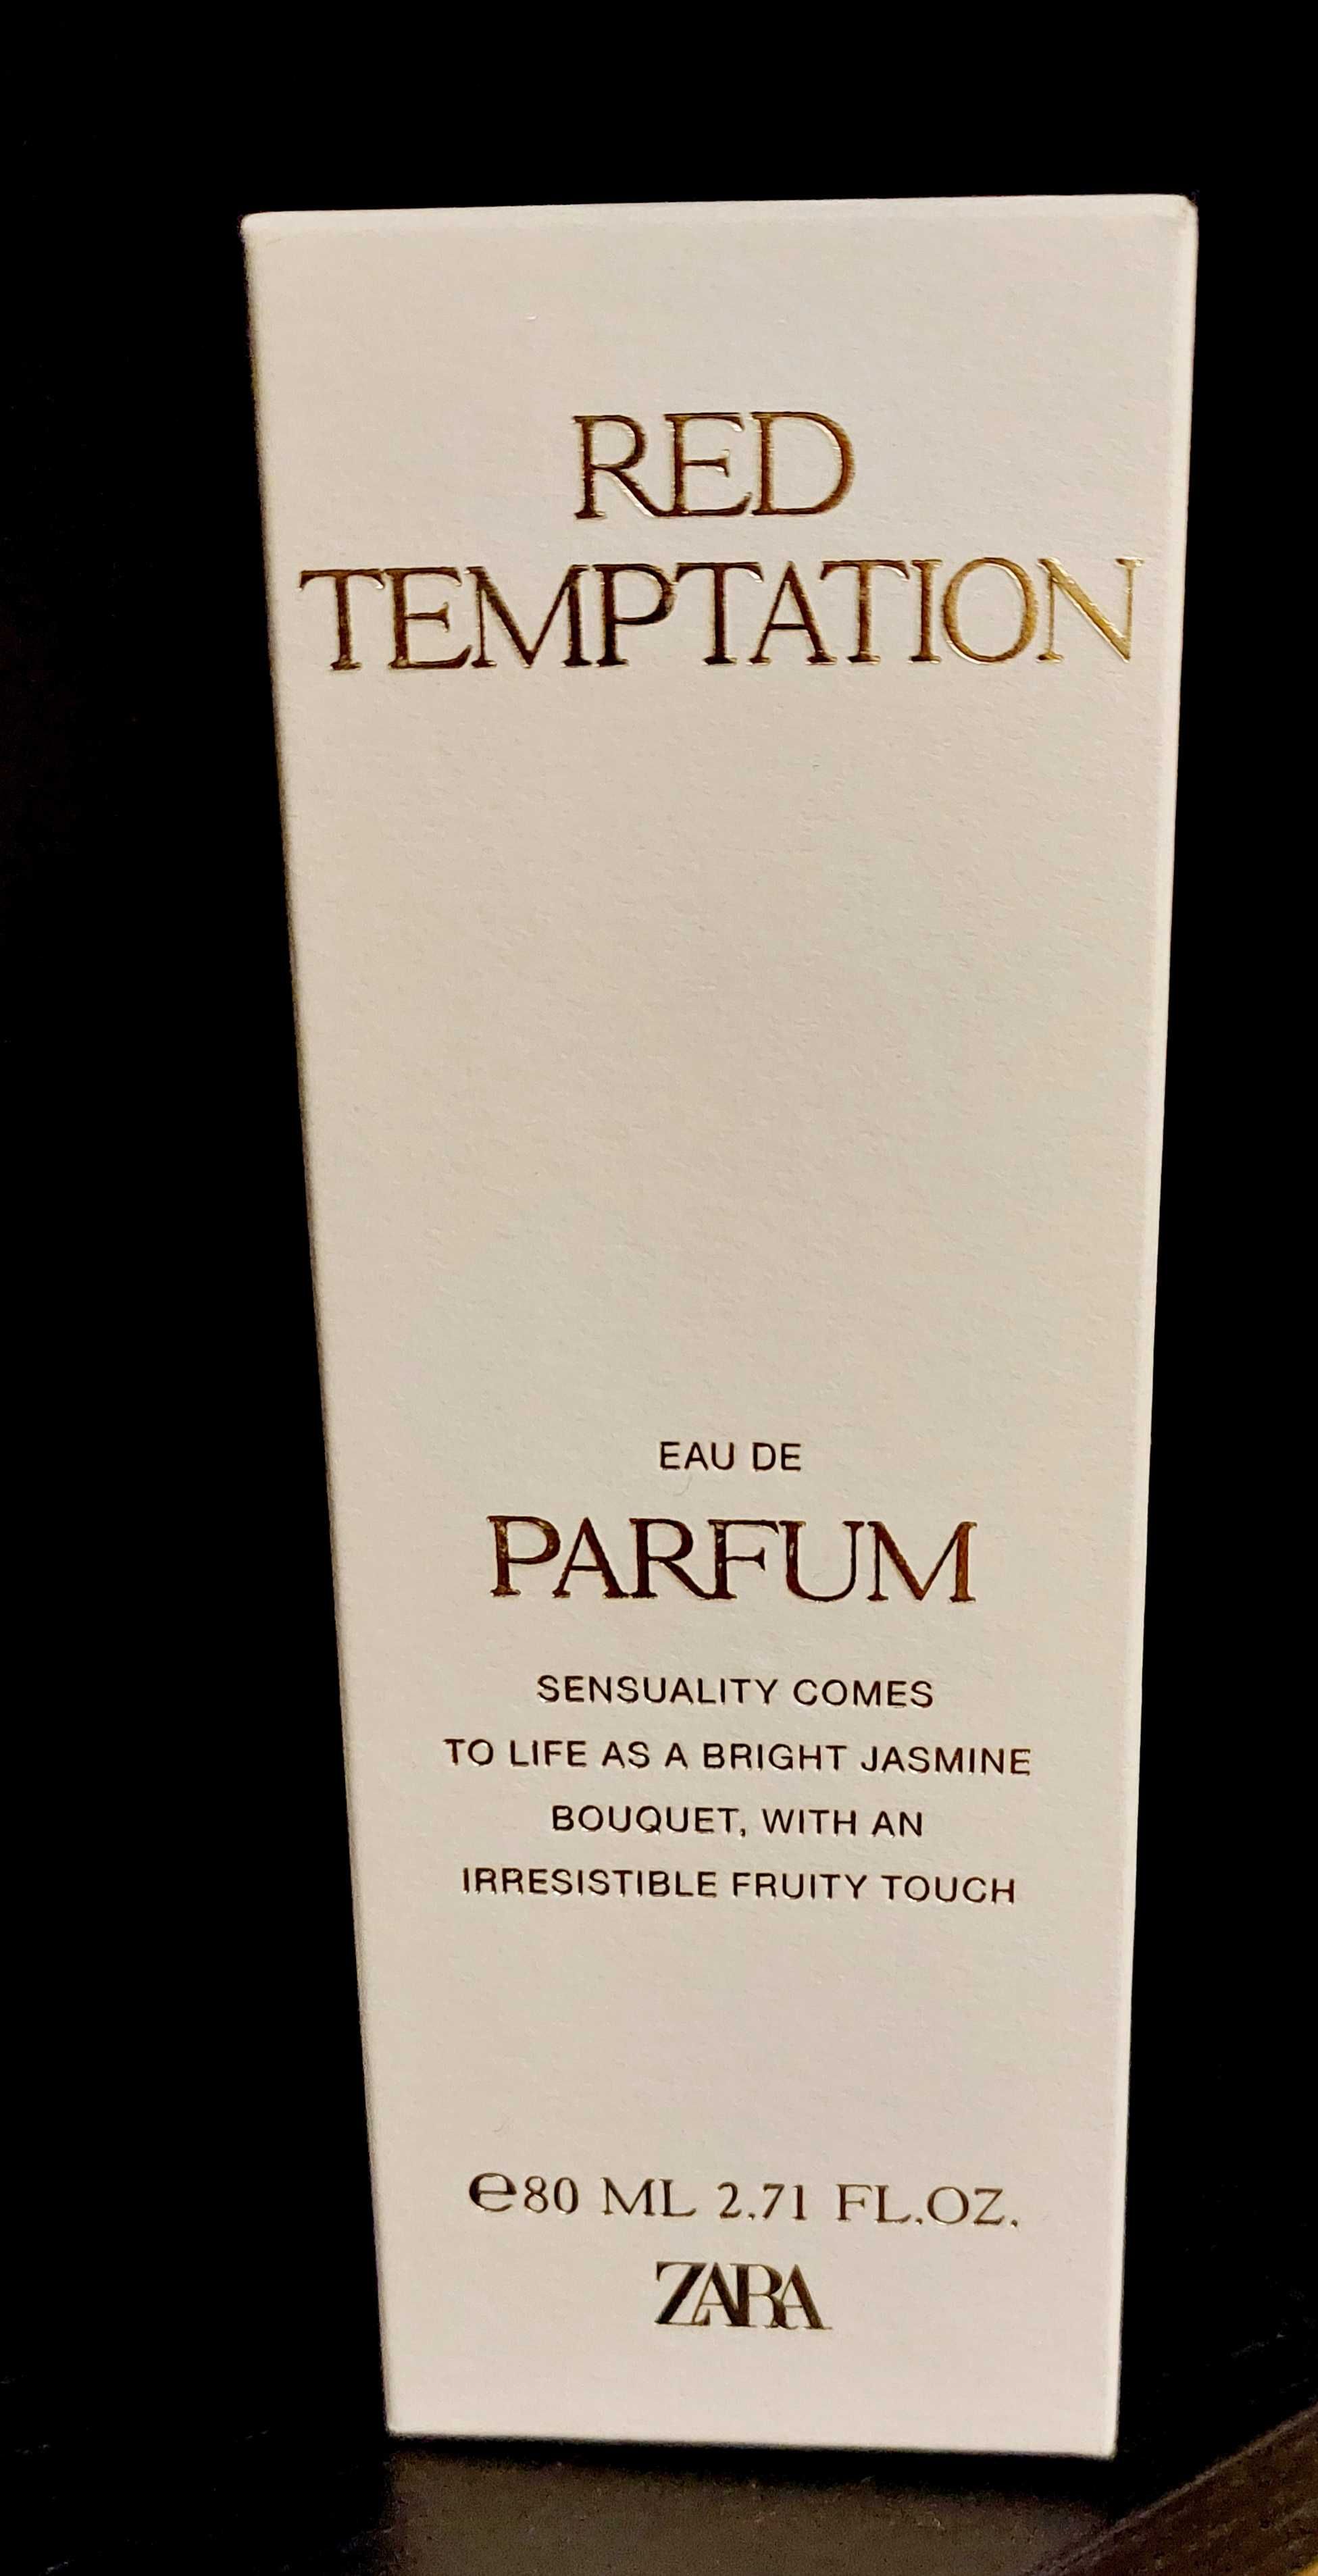 RED
TEMPTATION
EAU DE
PARFUM
SENSUALITY COMES
TO LIFE AS A BRIGHT JASMINE
BOUQUET, WITH AN
IRRESISTIBLE FRUITY TOUCH
℮80 ML 2.71 FL.OZ.
ZARA